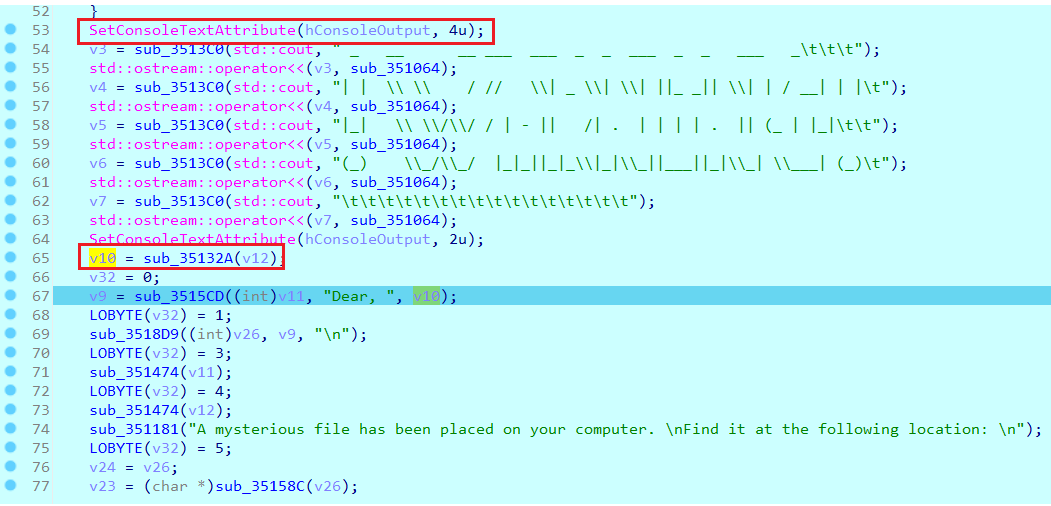 52 }
53 SetConsoleTextAttribute(hConsoleOutput, 4u);
54 v3 = sub_3513C0(std::cout, " _  __      __ ___  ___  _  _  ___  _  _   ___   _\t\t\t");
55 std::ostream::operator<<(v3, sub_351064);
56 v4 = sub_3513C0(std::cout, "| |  \\ \\    / //   \\| _ \\| \\| ||_ _|| \\| | / __| | |\t");
57 std::ostream::operator<<(v4, sub_351064);
58 v5 = sub_3513C0(std::cout, "|_|   \\ \\/\\/ / | - ||   /| .  | | | | .  || (_ | |_|\t\t");
59 std::ostream::operator<<(v5, sub_351064);
60 v6 = sub_3513C0(std::cout, "(_)    \\_/\\_/  |_|_||_|_\\|_|\\_||___||_|\\_| \\___| (_)\t");
61 std::ostream::operator<<(v6, sub_351064);
62 v7 = sub_3513C0(std::cout, "\t\t\t\t\t\t\t\t\t\t\t\t\t\t\t\t");
63 std::ostream::operator<<(v7, sub_351064);
64 SetConsoleTextAttribute(hConsoleOutput, 2u);
65 v10 = sub_35132A(v12);
66 v32 = 0;
67 v9 = sub_3515CD((int)v11, "Dear, ", v10);
68 LOBYTE(v32) = 1;
69 sub_3518D9((int)v26, v9, "\n");
70 LOBYTE(v32) = 3;
71 sub_351474(v11);
72 LOBYTE(v32) = 4;
73 sub_351474(v12);
74 sub_351181("A mysterious file has been placed on your computer. \nFind it at the following location: \n");
75 LOBYTE(v32) = 5;
76 v24 = v26;
77 v23 = (char *)sub_35158C(v26);